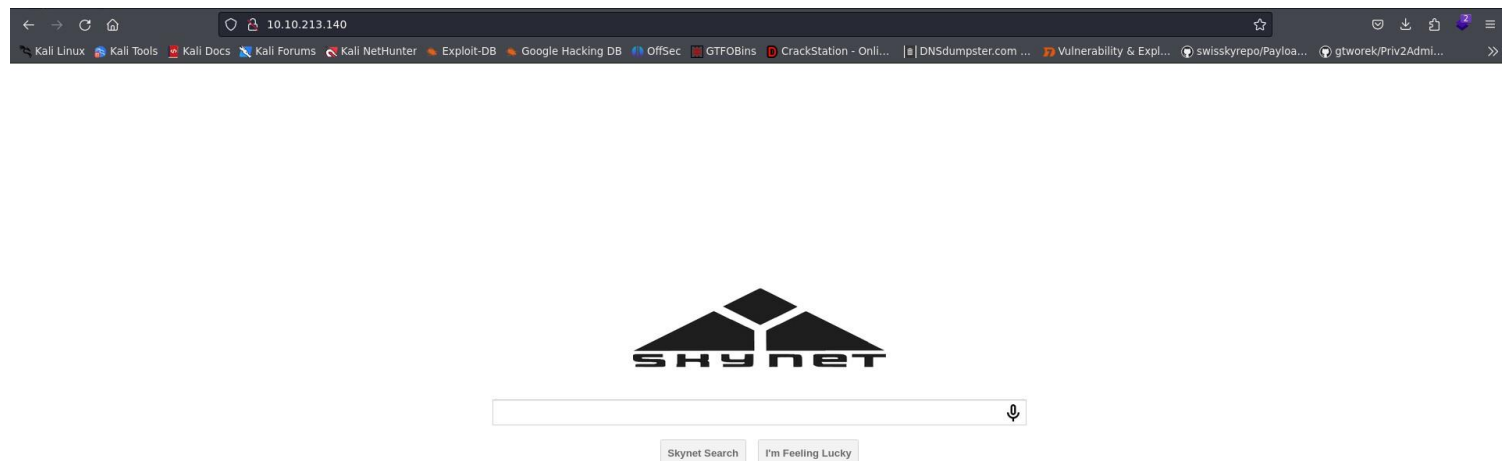 10.10.213.140
Kali Linux Kali Tools Kali Docs Kali Forums Kali NetHunter Exploit-DB Google Hacking DB OffSec GTFOBins CrackStation - Onli... DNSdumpster.com ... Vulnerability & Expl... swisskyrepo/Payloa... gtworek/Priv2Admi...
SKYNET
Skynet Search I'm Feeling Lucky